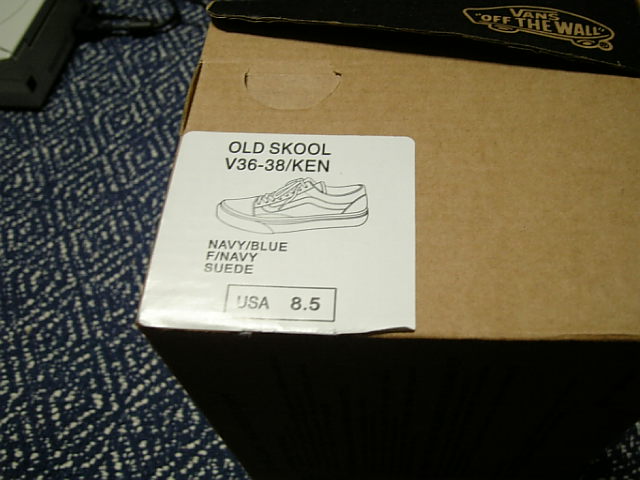 VANS
"OFF THE WALL"
OLD SKOOL
V36-38/KEN
NAVY/BLUE
F/NAVY
SUEDE
USA 8.5